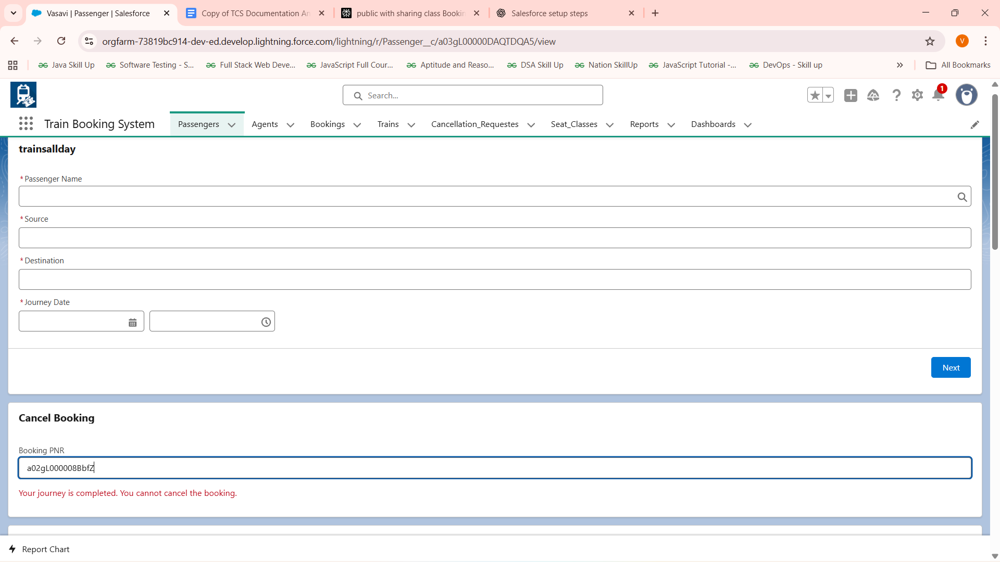 Vasavi | Passenger | Salesforce
Copy of TCS Documentation An
public with sharing class Bookin
Salesforce setup steps
orgfarm-73819bc914-dev-ed.develop.lightning.force.com/lightning/r/Passenger__c/a03gL00000DAQTDQA5/view
V
Java Skill Up
Software Testing - S...
Full Stack Web Deve...
JavaScript Full Cour...
Aptitude and Reaso...
DSA Skill Up
Nation SkillUp
JavaScript Tutorial -...
DevOps - Skill up
All Bookmarks
Search...
1
Train Booking System
Passengers
Agents
Bookings
Trains
Cancellation_Requestes
Seat_Classes
Reports
Dashboards
trainsallday
*Passenger Name
*Source
*Destination
*Journey Date
Next
Cancel Booking
Booking PNR
a02gL000008BbfZ
Your journey is completed. You cannot cancel the booking.
Report Chart